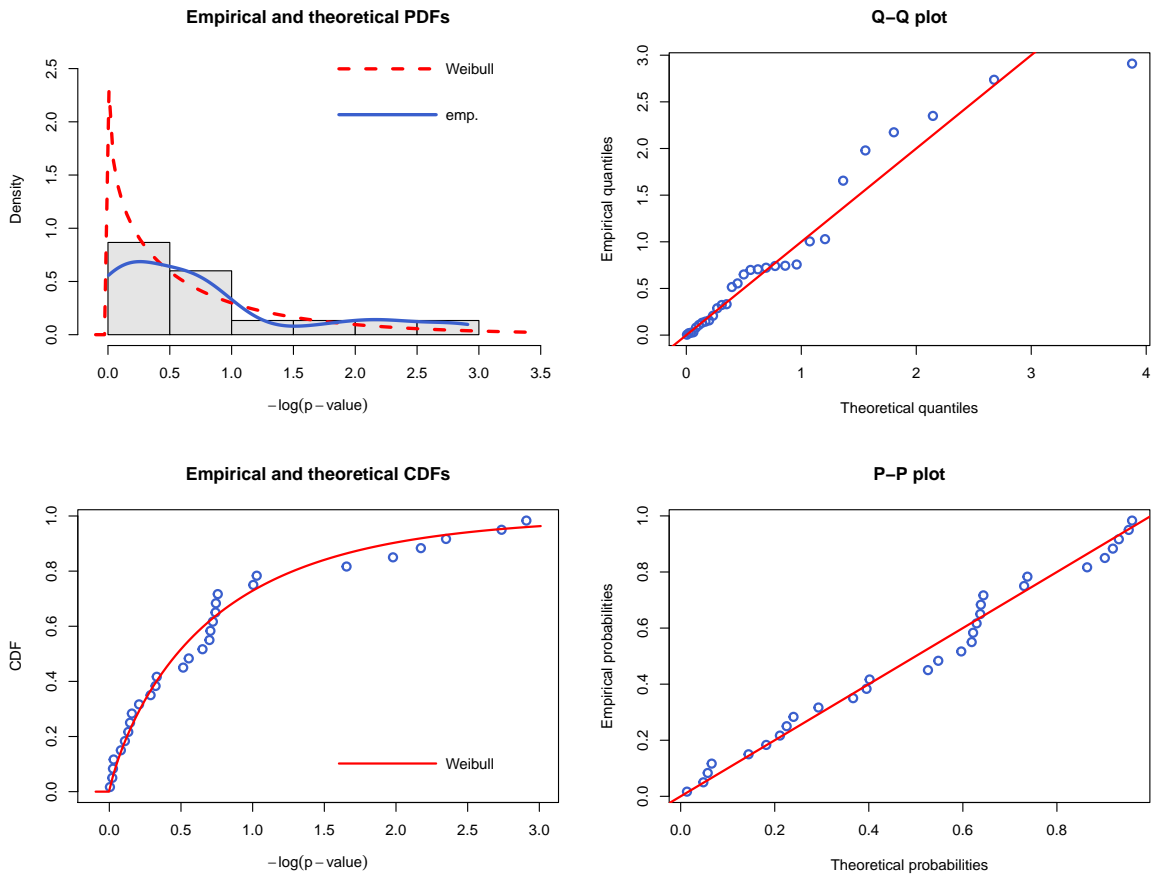 Empirical and theoretical PDFs
Density
0.0 0.5 1.0 1.5 2.0 2.5
Weibull
emp.
0.0 0.5 1.0 1.5 2.0 2.5 3.0 3.5
−log(p−value)
Q−Q plot
Empirical quantiles
0.0 0.5 1.0 1.5 2.0 2.5 3.0
0 1 2 3 4
Theoretical quantiles
Empirical and theoretical CDFs
CDF
0.0 0.2 0.4 0.6 0.8 1.0
Weibull
0.0 0.5 1.0 1.5 2.0 2.5 3.0
−log(p−value)
P−P plot
Empirical probabilities
0.0 0.2 0.4 0.6 0.8 1.0
0.0 0.2 0.4 0.6 0.8
Theoretical probabilities